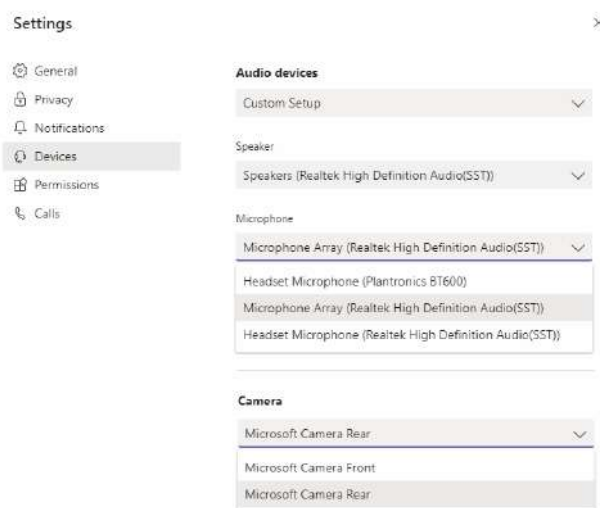 Settings
General
Privacy
Notifications
Devices
Permissions
Calls
Audio devices
Custom Setup
Speaker
Speakers (Realtek High Definition Audio(SST))
Microphone
Microphone Array (Realtek High Definition Audio(SST))
Headset Microphone (Plantronics BT600)
Microphone Array (Realtek High Definition Audio(SST))
Headset Microphone (Realtek High Definition Audio(SST))
Camera
Microsoft Camera Rear
Microsoft Camera Front
Microsoft Camera Rear